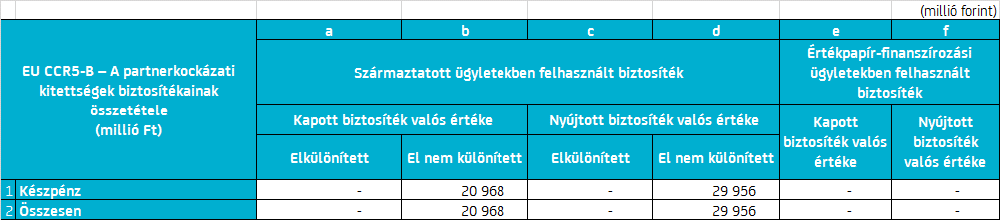 (millió forint)
a b c d e f
EU CCR5-B – A partnerkockázati
kitettségek biztosítékainak
összetétele
(millió Ft)
Származtatott ügyletekben felhasznált biztosíték
Értékpapír-finanszírozási
ügyletekben felhasznált
biztosíték
Kapott biztosíték valós értéke
Nyújtott biztosíték valós értéke
Kapott
biztosíték valós
értéke
Nyújtott
biztosíték
valós értéke
Elkülönített El nem különített Elkülönített El nem különített
1 Készpénz - 20 968 - 29 956 - -
2 Összesen - 20 968 - 29 956 - -